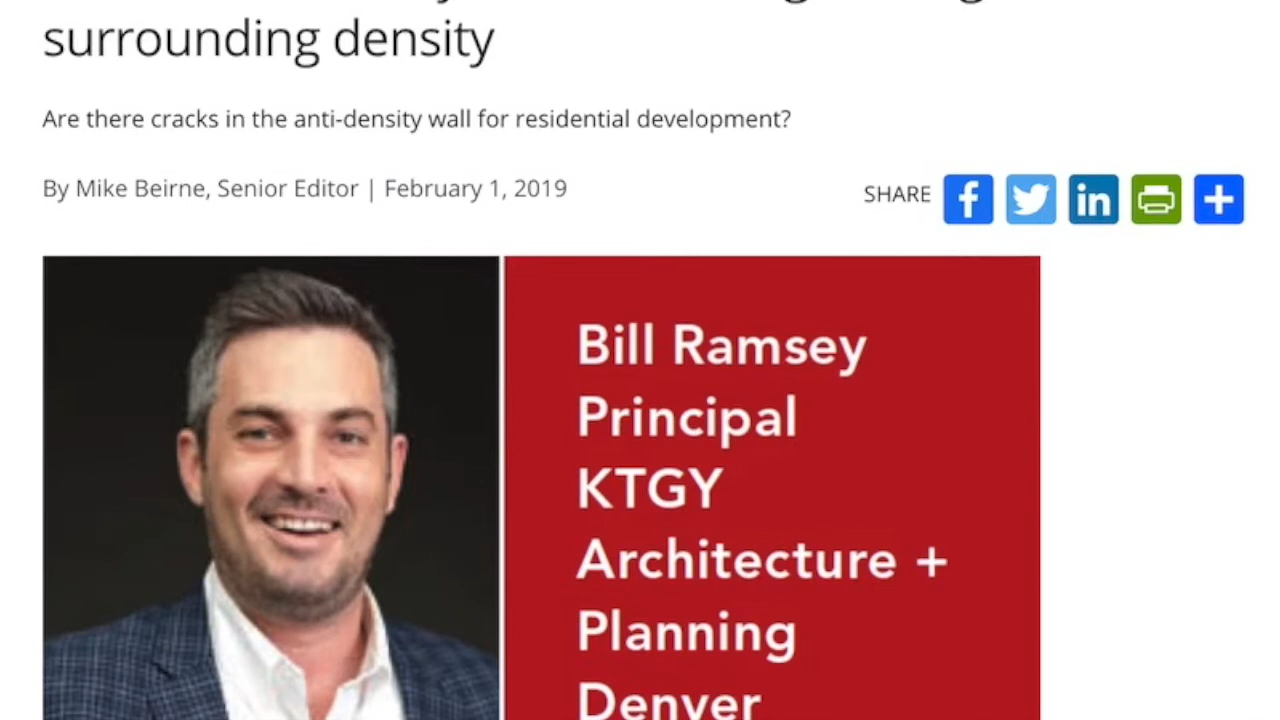 surrounding density
Are there cracks in the anti-density wall for residential development?
By Mike Beirne, Senior Editor | February 1, 2019
SHARE
Bill Ramsey
Principal
KTGY
Architecture +
Planning
Denver